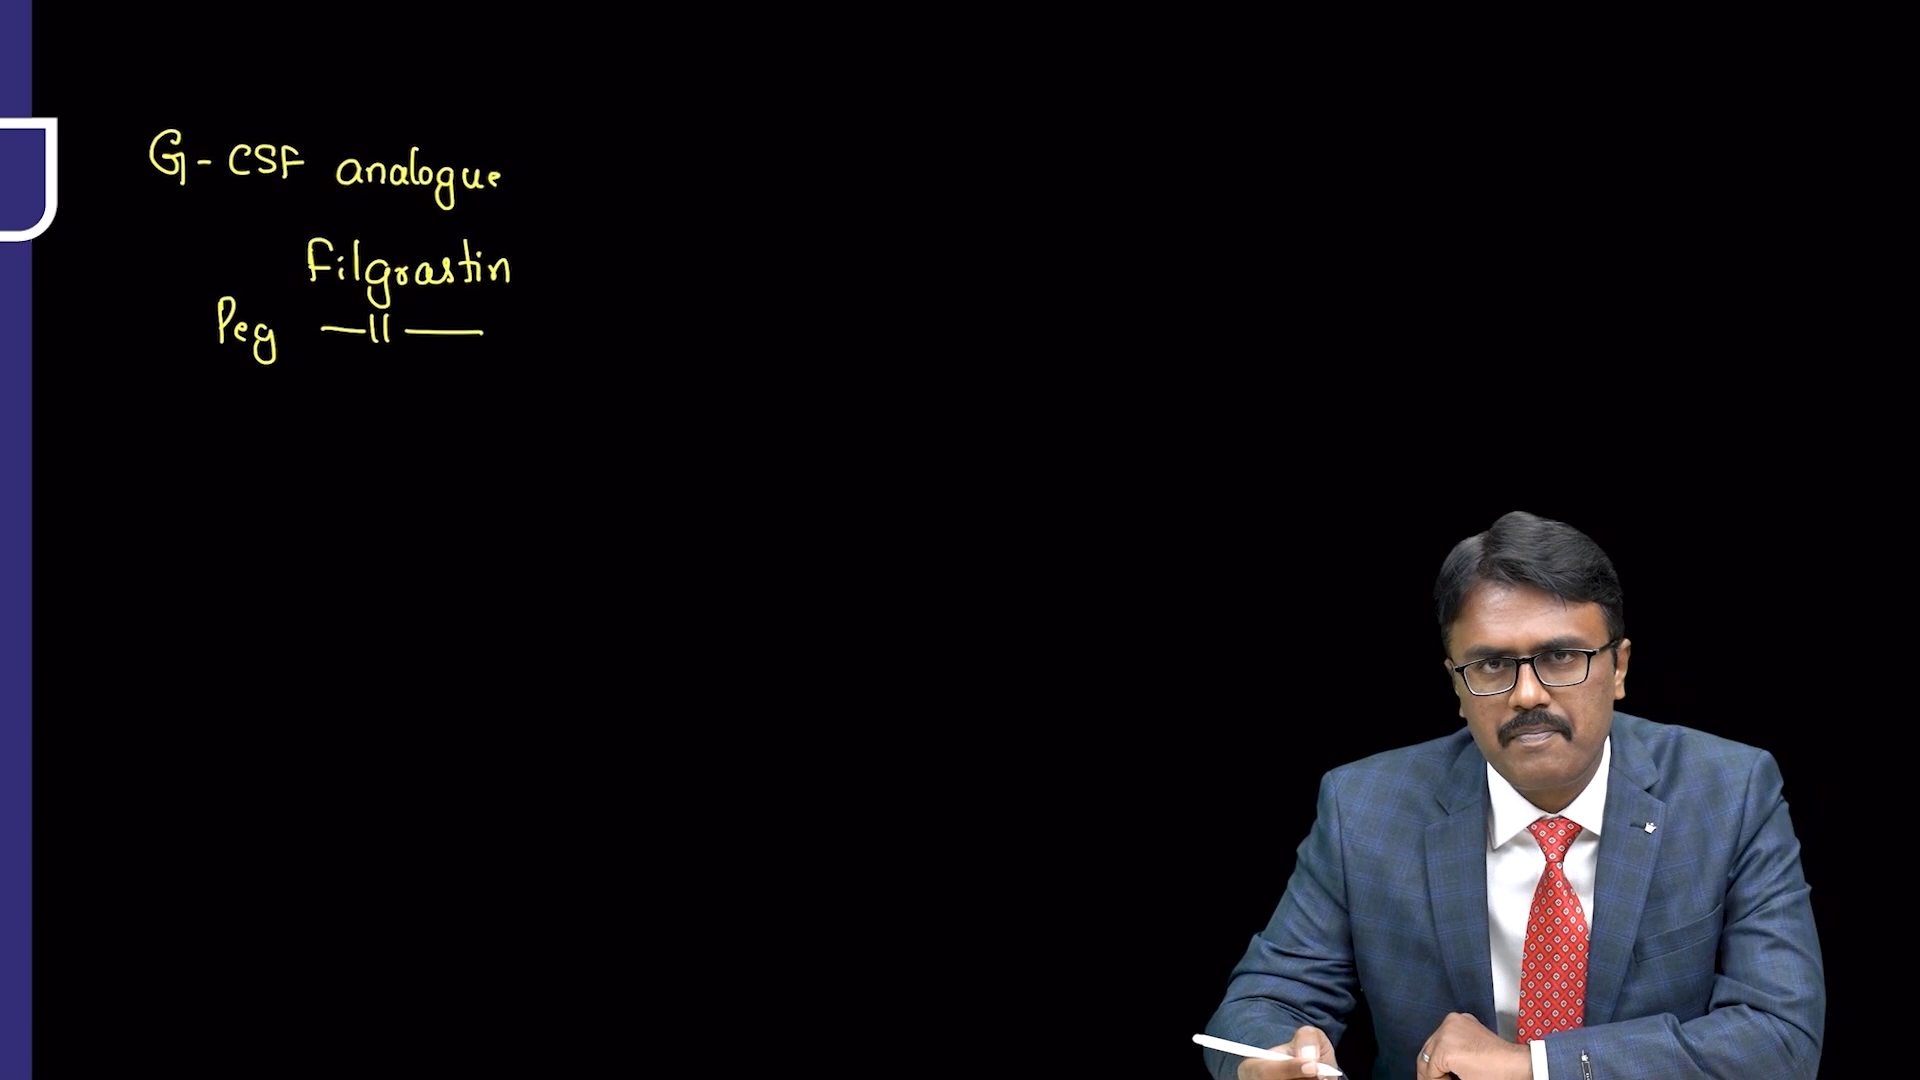 G-CSF analogue
Filgrastin
Peg —11—